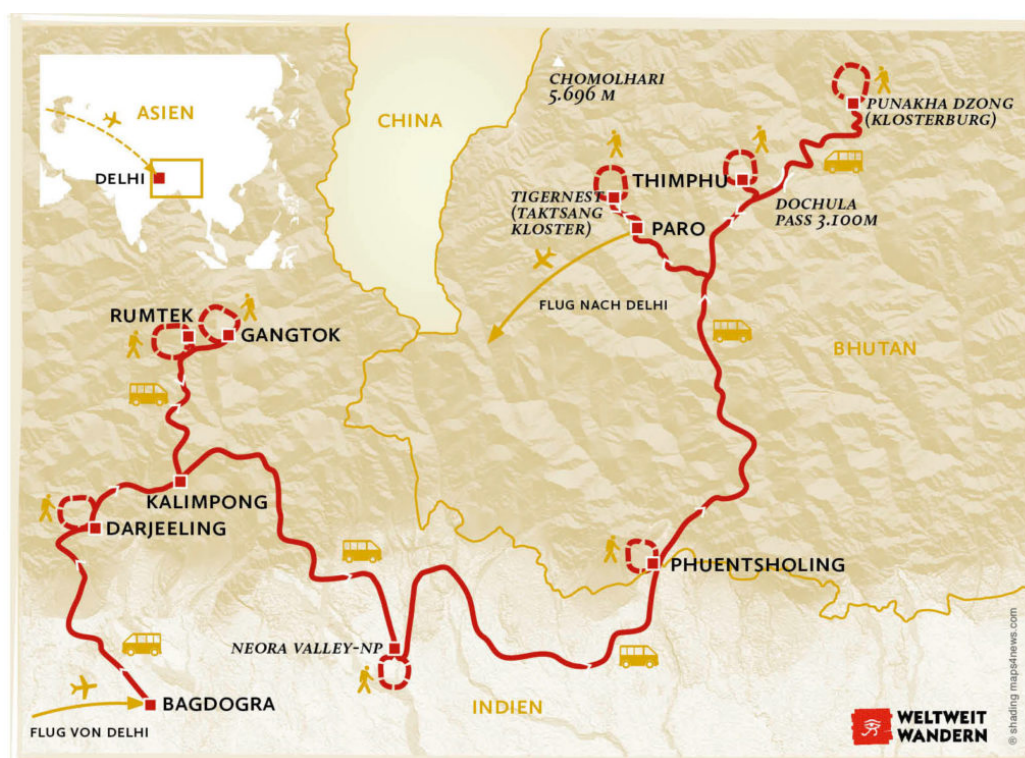 ASIEN
DELHI
CHINA
CHOMOLHARI
5.696 M
PUNAKHA DZONG
(KLOSTERBURG)
THIMPHU
TIGERNEST
(TAKTSANG
KLOSTER)
DOCHULA
PASS 3.100M
PARO
FLUG NACH DELHI
RUMTEK
GANGTOK
BHUTAN
KALIMPONG
DARJEELING
PHUENTSHOLING
NEORA VALLEY-NP
BAGDOGRA
INDIEN
FLUG VON DELHI
WELTWEIT
WANDERN
© shading maps4news.com